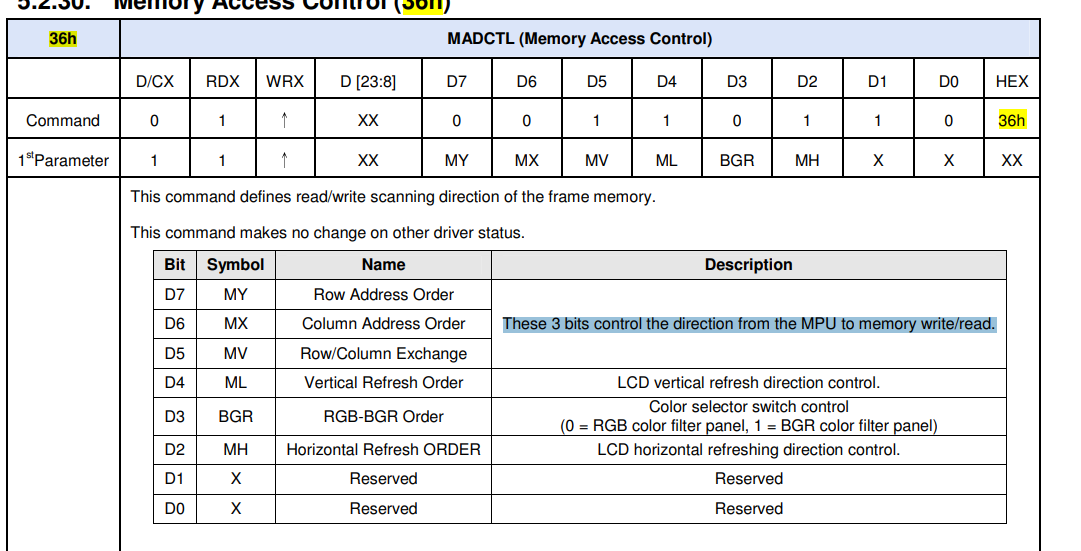 5.2.30. Memory Access Control (36h)
36h MADCTL (Memory Access Control)
D/CX RDX WRX D [23:8] D7 D6 D5 D4 D3 D2 D1 D0 HEX
Command 0 1 ↑ XX 0 0 1 1 0 1 1 0 36h
1stParameter 1 1 ↑ XX MY MX MV ML BGR MH X X XX
This command defines read/write scanning direction of the frame memory.
This command makes no change on other driver status.
Bit Symbol Name Description
D7 MY Row Address Order
D6 MX Column Address Order These 3 bits control the direction from the MPU to memory write/read.
D5 MV Row/Column Exchange
D4 ML Vertical Refresh Order LCD vertical refresh direction control.
D3 BGR RGB-BGR Order Color selector switch control
(0 = RGB color filter panel, 1 = BGR color filter panel)
D2 MH Horizontal Refresh ORDER LCD horizontal refreshing direction control.
D1 X Reserved Reserved
D0 X Reserved Reserved